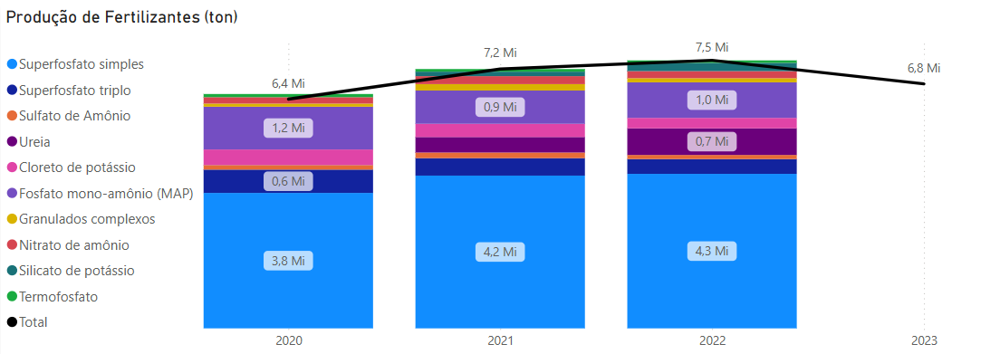 Produção de Fertilizantes (ton)
Superfosfato simples
Superfosfato triplo
Sulfato de Amônio
Ureia
Cloreto de potássio
Fosfato mono-amônio (MAP)
Granulados complexos
Nitrato de amônio
Silicato de potássio
Termofosfato
Total
6,4 Mi
7,2 Mi
7,5 Mi
6,8 Mi
1,2 Mi
0,9 Mi
1,0 Mi
0,7 Mi
0,6 Mi
3,8 Mi
4,2 Mi
4,3 Mi
2020
2021
2022
2023